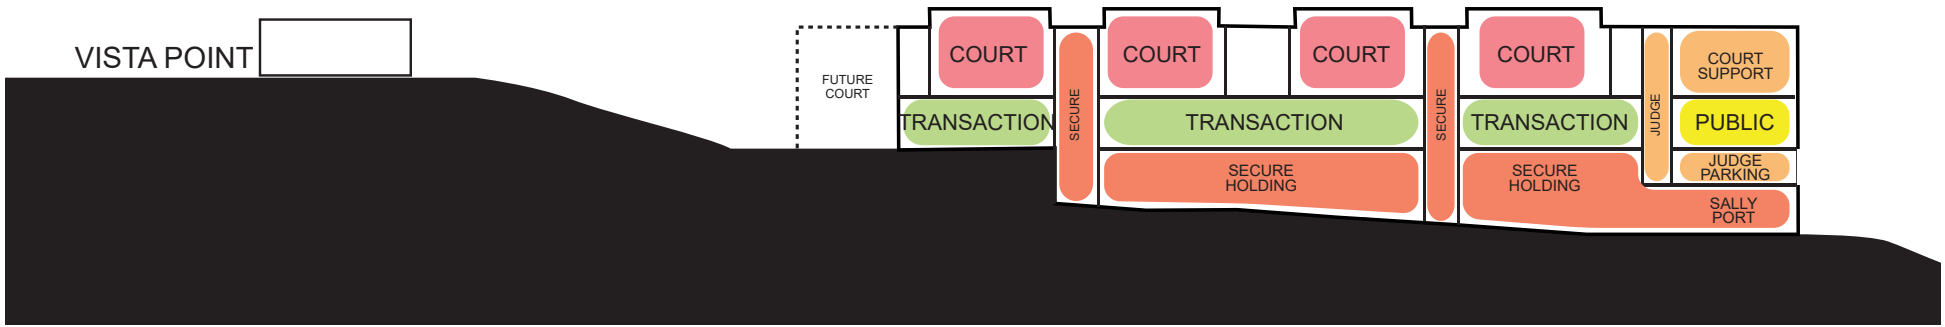 VISTA POINT
FUTURE
COURT
COURT
COURT
COURT
COURT
COURT
SUPPORT
TRANSACTION
SECURE
TRANSACTION
SECURE
TRANSACTION
JUDGE
PUBLIC
SECURE
HOLDING
SECURE
HOLDING
JUDGE
PARKING
SALLY
PORT